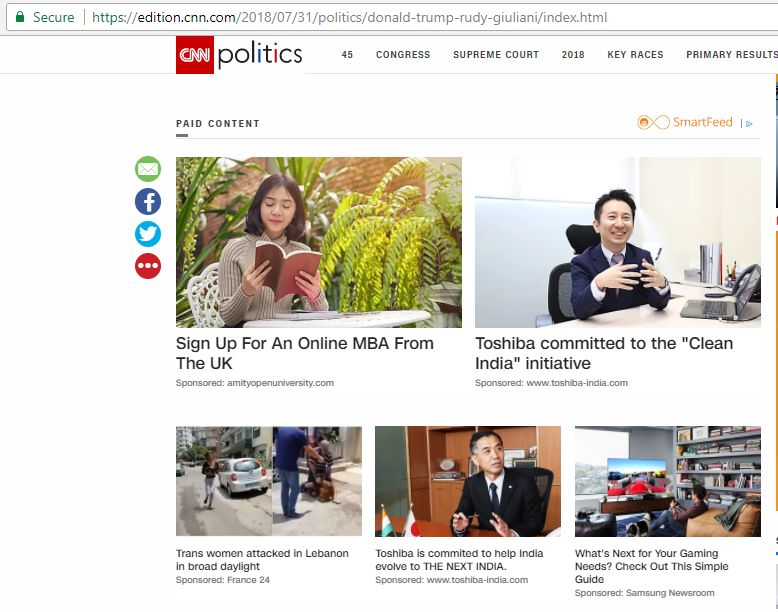 Secure https://edition.cnn.com/2018/07/31/politics/donald-trump-rudy-giuliani/index.html
CNN politics 45 CONGRESS SUPREME COURT 2018 KEY RACES PRIMARY RESULTS
PAID CONTENT SmartFeed
Sign Up For An Online MBA From
The UK
Sponsored: amityopenuniversity.com
Toshiba committed to the "Clean
India" initiative
Sponsored: www.toshiba-india.com
Trans women attacked in Lebanon
in broad daylight
Sponsored: France 24
Toshiba is commited to help India
evolve to THE NEXT INDIA.
Sponsored: www.toshiba-india.com
What's Next for Your Gaming
Needs? Check Out This Simple
Guide
Sponsored: Samsung Newsroom